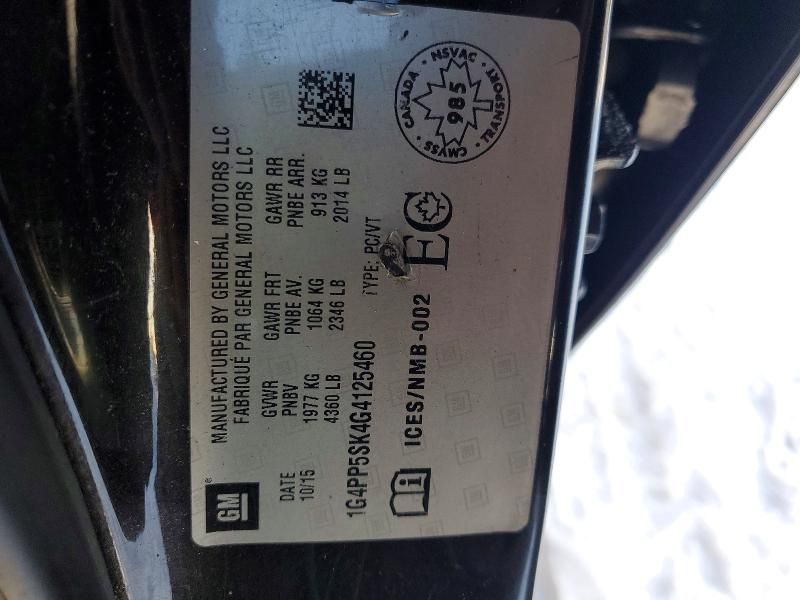 GM
MANUFACTURED BY GENERAL MOTORS LLC
FABRIQUÉ PAR GENERAL MOTORS LLC
DATE
10/15
GVWR
PNBV
1977 KG
4360 LB
GAWR FRT
PNBE AV.
1064 KG
2346 LB
GAWR RR
PNBE ARR.
913 KG
2014 LB
1G4PP5SK4G4125460
TYPE: PC/VT
ICES/NMB-002
EC
CANADA · NSVAC · TRANSPORT · CMVSS ·
985